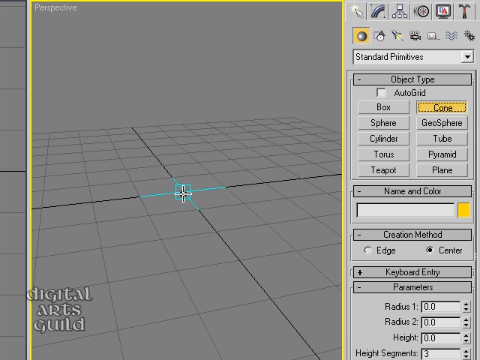 Perspective
Standard Primitives
- Object Type
AutoGrid
Box Cone
Sphere GeoSphere
Cylinder Tube
Torus Pyramid
Teapot Plane
- Name and Color
- Creation Method
Edge Center
+ Keyboard Entry
- Parameters
Radius 1: 0.0
Radius 2: 0.0
Height: 0.0
Height Segments: 3
digital
arts
guild